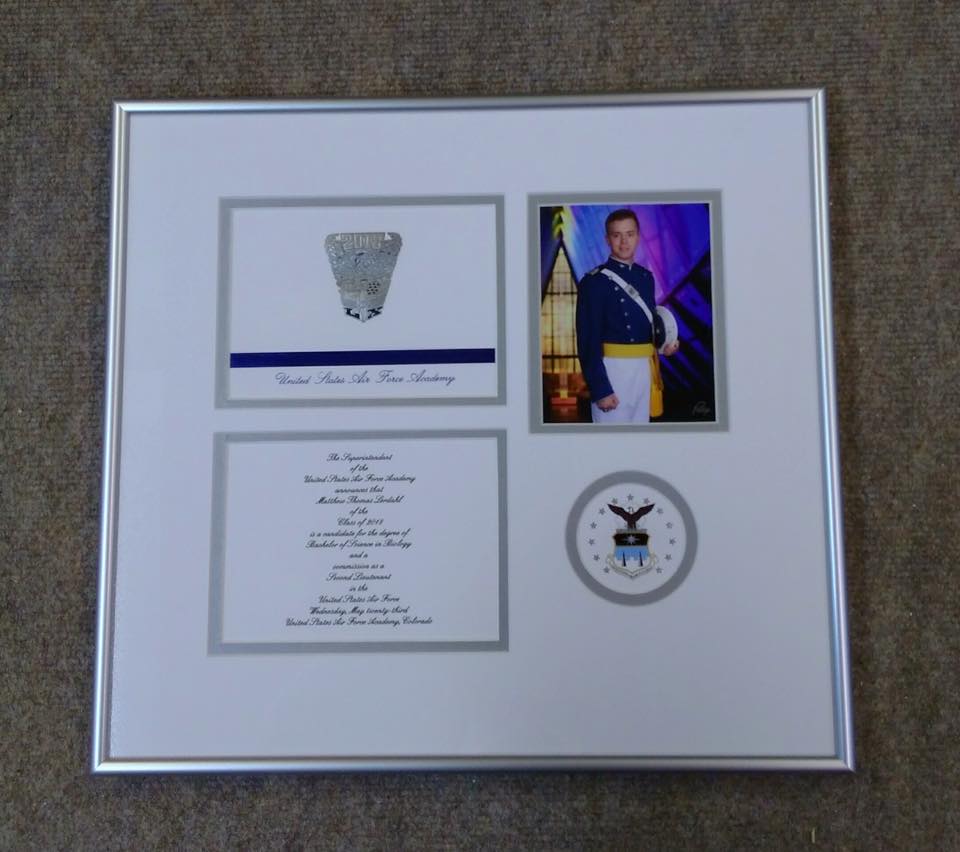 LX
United States Air Force Academy
The Superintendent
of the
United States Air Force Academy
announces that
Matthew Thomas
of the
Class of 2018
is a candidate for the degree of
Bachelor of Science in Biology
and a
commission as a
Second Lieutenant
in the
United States Air Force
Wednesday, May twenty-third
United States Air Force Academy, Colorado